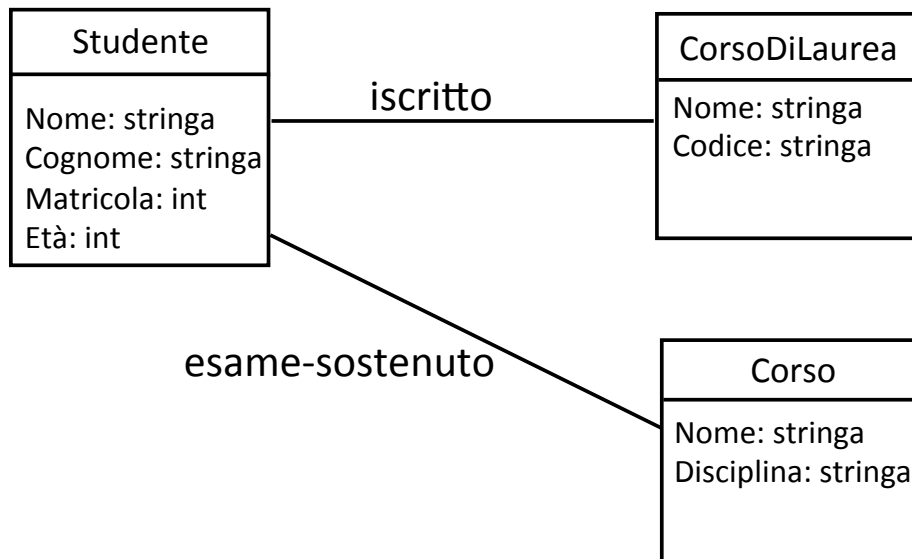 Studente
Nome: stringa
Cognome: stringa
Matricola: int
Età: int
iscritto
CorsoDiLaurea
Nome: stringa
Codice: stringa
esame-sostenuto
Corso
Nome: stringa
Disciplina: stringa